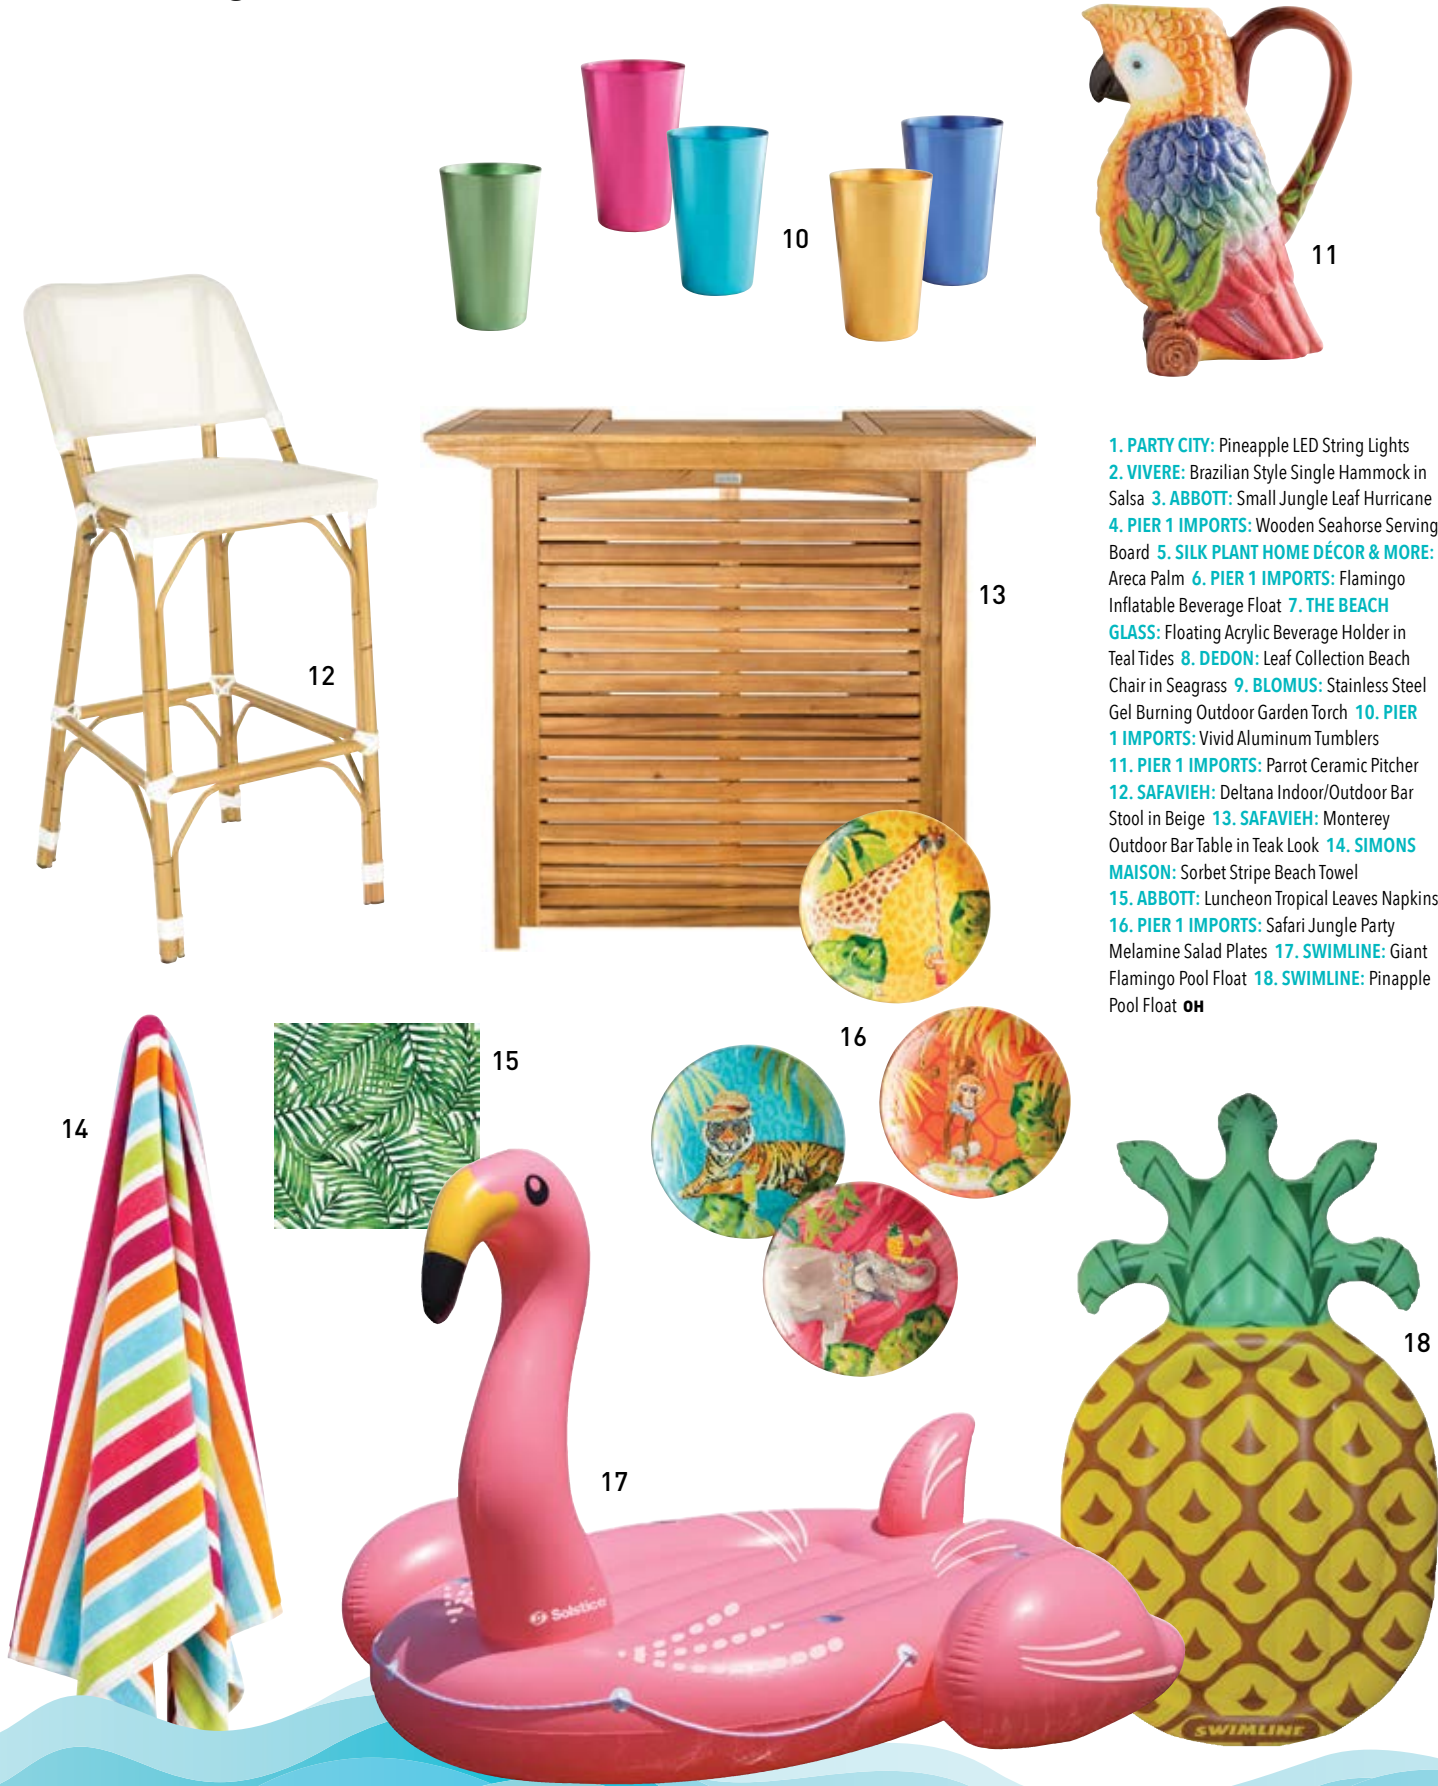 10
11
1. PARTY CITY: Pineapple LED String Lights
2. VIVERE: Brazilian Style Single Hammock in
Salsa 3. ABBOTT: Small Jungle Leaf Hurricane
4. PIER 1 IMPORTS: Wooden Seahorse Serving
Board 5. SILK PLANT HOME DÉCOR & MORE:
Areca Palm 6. PIER 1 IMPORTS: Flamingo
Inflatable Beverage Float 7. THE BEACH
GLASS: Floating Acrylic Beverage Holder in
Teal Tides 8. DEDON: Leaf Collection Beach
Chair in Seagrass 9. BLOMUS: Stainless Steel
Gel Burning Outdoor Garden Torch 10. PIER
1 IMPORTS: Vivid Aluminum Tumblers
11. PIER 1 IMPORTS: Parrot Ceramic Pitcher
12. SAFAVIEH: Deltana Indoor/Outdoor Bar
Stool in Beige 13. SAFAVIEH: Monterey
Outdoor Bar Table in Teak Look 14. SIMONS
MAISON: Sorbet Stripe Beach Towel
15. ABBOTT: Luncheon Tropical Leaves Napkins
16. PIER 1 IMPORTS: Safari Jungle Party
Melamine Salad Plates 17. SWIMLINE: Giant
Flamingo Pool Float 18. SWIMLINE: Pinapple
Pool Float OH
13
12
16
15
14
18
17
Solstice
SWIMLINE